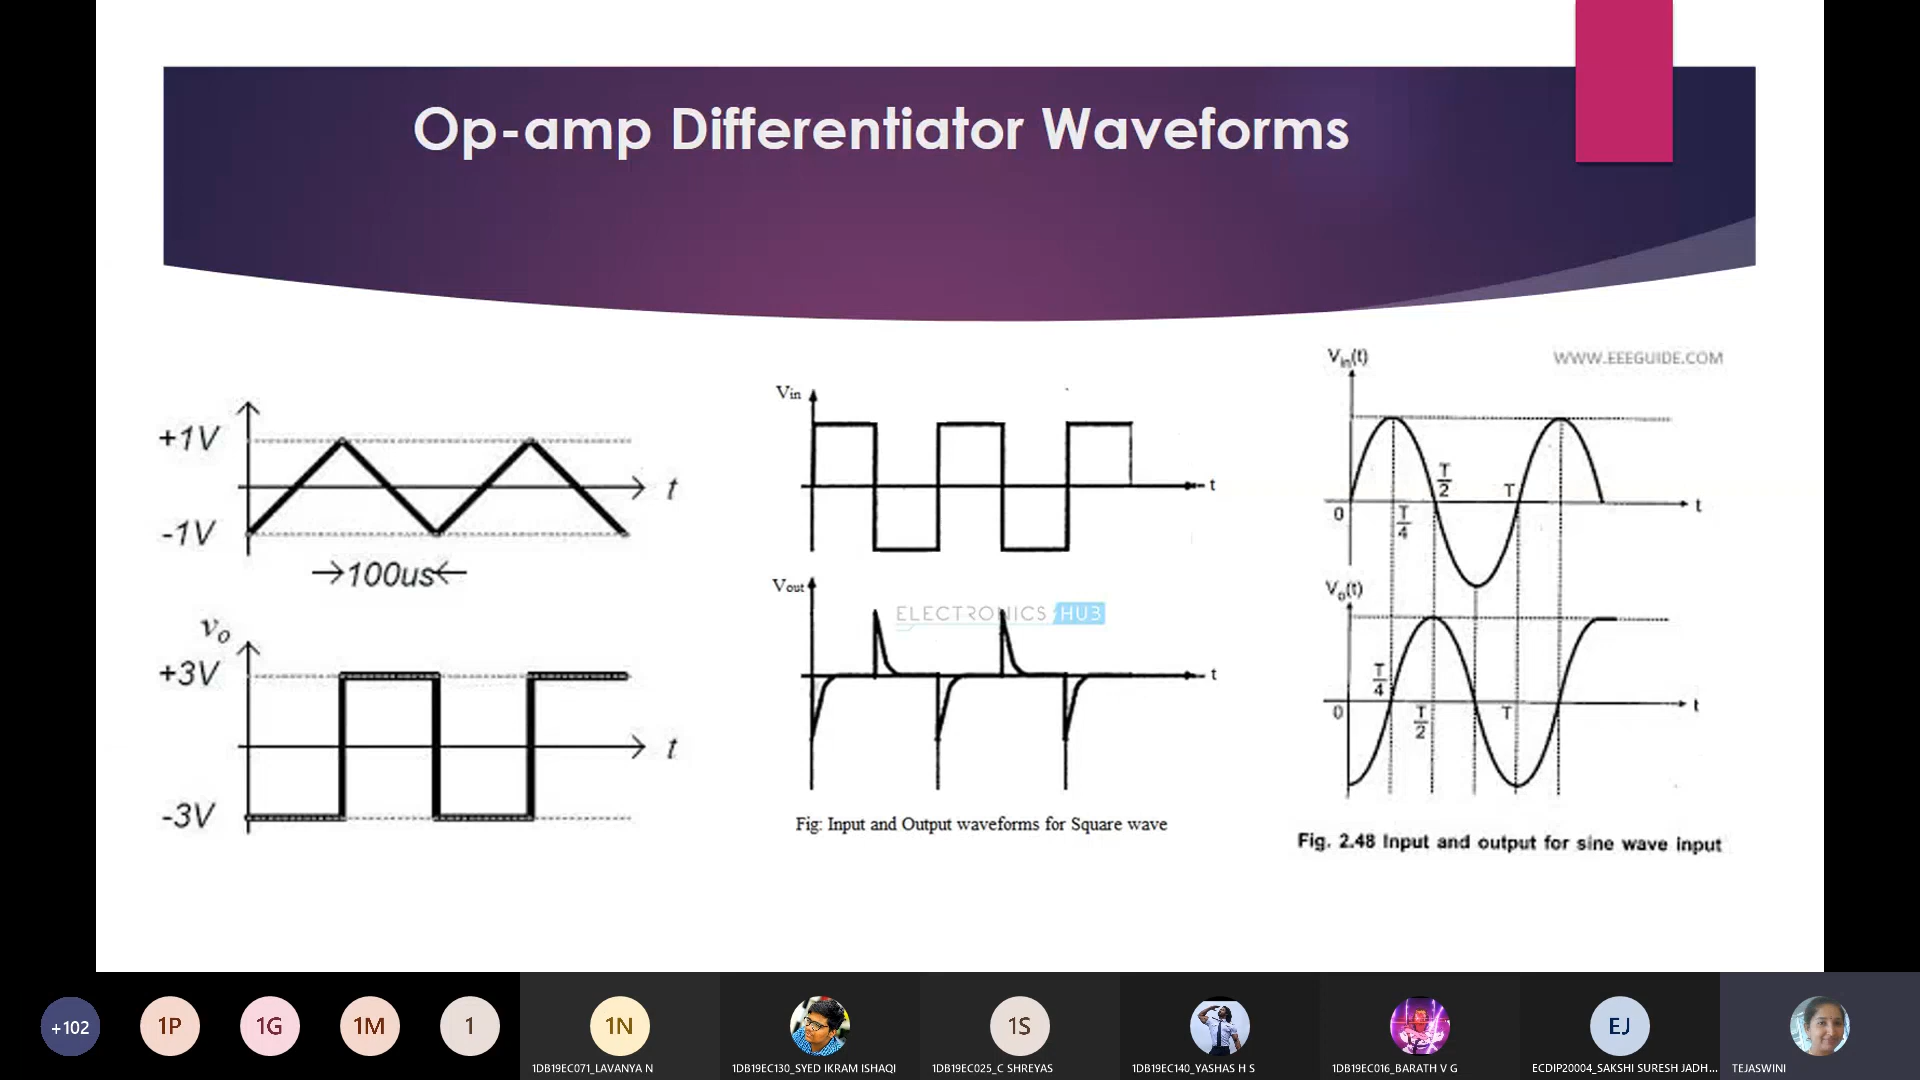 Op-amp Differentiator Waveforms
+1V
-1V
t
→100us←
vo
+3V
-3V
t
Vin
t
Vout
ELECTRONICS HUB
t
Fig: Input and Output waveforms for Square wave
WWW.EEEGUIDE.COM
Vin(t)
0
T/4
T/2
T
t
Vo(t)
0
T/4
T/2
T
t
Fig. 2.48 Input and output for sine wave input
+102
1P
1G
1M
1
1N
1S
EJ
1DB19EC071_LAVANYA N
1DB19EC130_SYED IKRAM ISHAQI
1DB19EC025_C SHREYAS
1DB19EC140_YASHAS H S
1DB19EC016_BARATH V G
ECDIP20004_SAKSHI SURESH JADH...
TEJASWINI